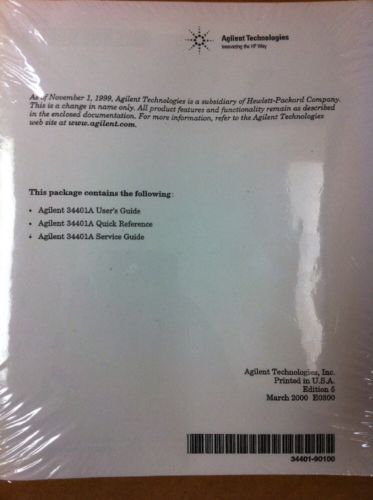 Agilent Technologies
Innovating the HP Way
As of November 1, 1999, Agilent Technologies is a subsidiary of Hewlett-Packard Company.
This is a change in name only. All product features and functionality remain as described
in the enclosed documentation. For more information, refer to the Agilent Technologies
web site at www.agilent.com.
This package contains the following:
• Agilent 34401A User's Guide
• Agilent 34401A Quick Reference
• Agilent 34401A Service Guide
Agilent Technologies, Inc.
Printed in U.S.A.
Edition 5
March 2000 E0300
34401-90100